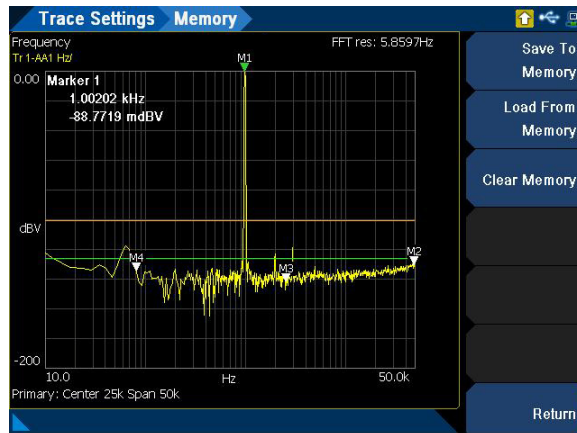 Trace Settings Memory
Frequency
FFT res: 5.8597Hz
Tr 1-AA1 Hz/
M1
0.00
Marker 1
1.00202 kHz
-88.7719 mdBV
dBV
M4
M3
M2
-200
10.0
Hz
50.0k
Primary: Center 25k Span 50k
Save To
Memory
Load From
Memory
Clear Memory
Return